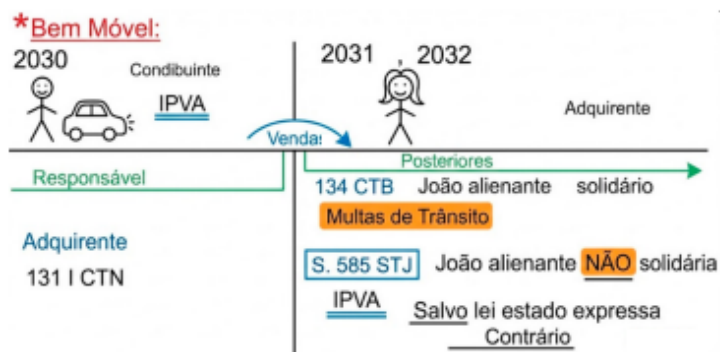 *Bem Móvel:
2030
Condibuinte
IPVA
2031 , 2032
Adquirente
Venda:
Responsável
Posteriores
Adquirente
131 I CTN
134 CTB João alienante solidário
Multas de Trânsito
S. 585 STJ João alienante NÃO solidária
IPVA Salvo lei estado expressa
Contrário